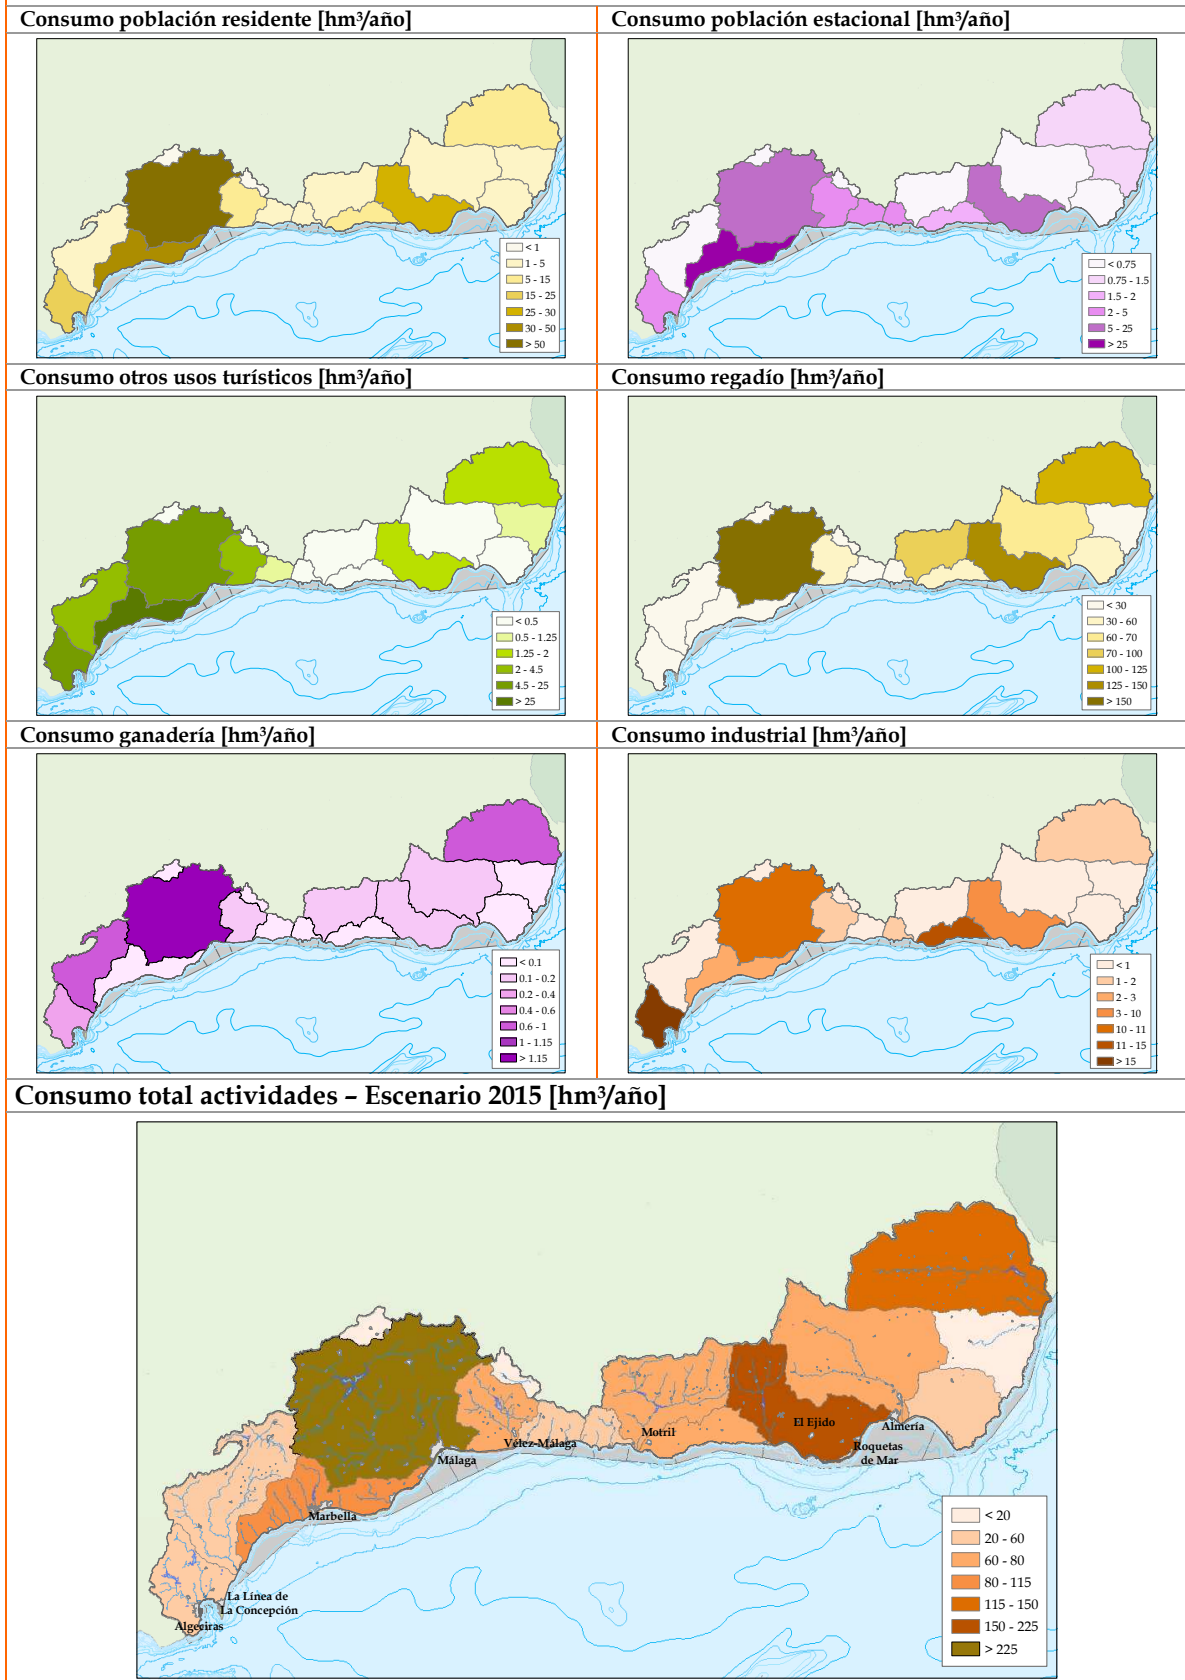 Consumo población residente [hm³/año]
Consumo población estacional [hm³/año]
< 1
1 - 5
5 - 15
15 - 25
25 - 30
30 - 50
> 50
< 0.75
0.75 - 1.5
1.5 - 2
2 - 5
5 - 25
> 25
Consumo otros usos turísticos [hm³/año]
Consumo regadío [hm³/año]
< 0.5
0.5 - 1.25
1.25 - 2
2 - 4.5
4.5 - 25
> 25
< 30
30 - 60
60 - 70
70 - 100
100 - 125
125 - 150
> 150
Consumo ganadería [hm³/año]
Consumo industrial [hm³/año]
< 0.1
0.1 - 0.2
0.2 - 0.4
0.4 - 0.6
0.6 - 1
1 - 1.15
> 1.15
< 1
1 - 2
2 - 3
3 - 10
10 - 11
11 - 15
> 15
Consumo total actividades – Escenario 2015 [hm³/año]
El Ejido
Almería
Motril
Vélez-Málaga
Roquetas
de Mar
Málaga
Marbella
La Línea de
La Concepción
Algeciras
< 20
20 - 60
60 - 80
80 - 115
115 - 150
150 - 225
> 225